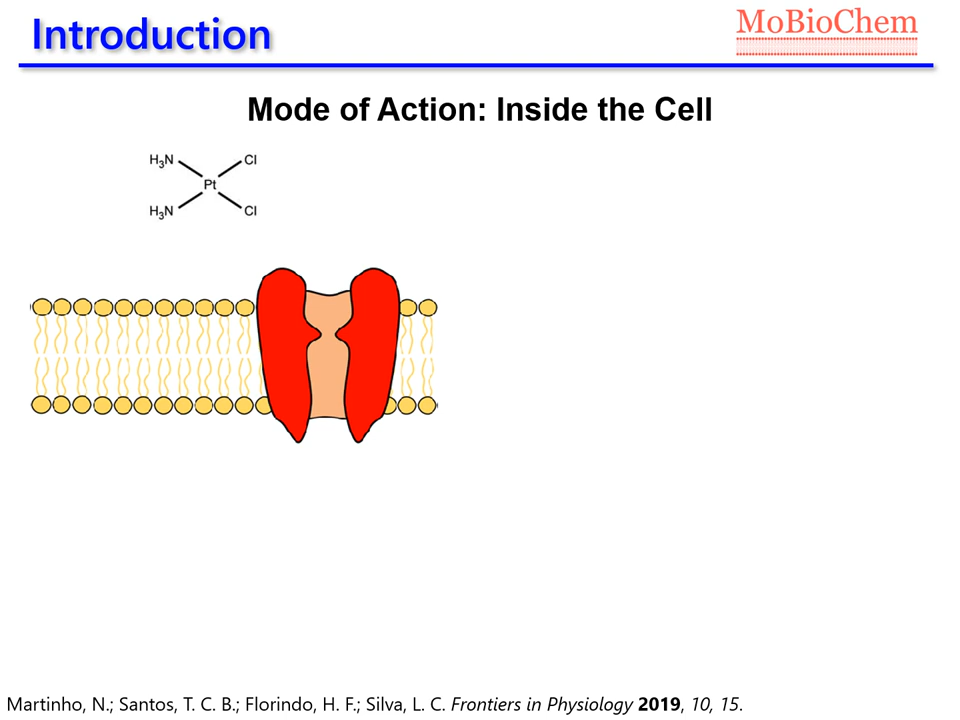 Introduction
MoBioChem
Mode of Action: Inside the Cell
H₃N Cl
Pt
H₃N Cl
Martinho, N.; Santos, T. C. B.; Florindo, H. F.; Silva, L. C. Frontiers in Physiology 2019, 10, 15.